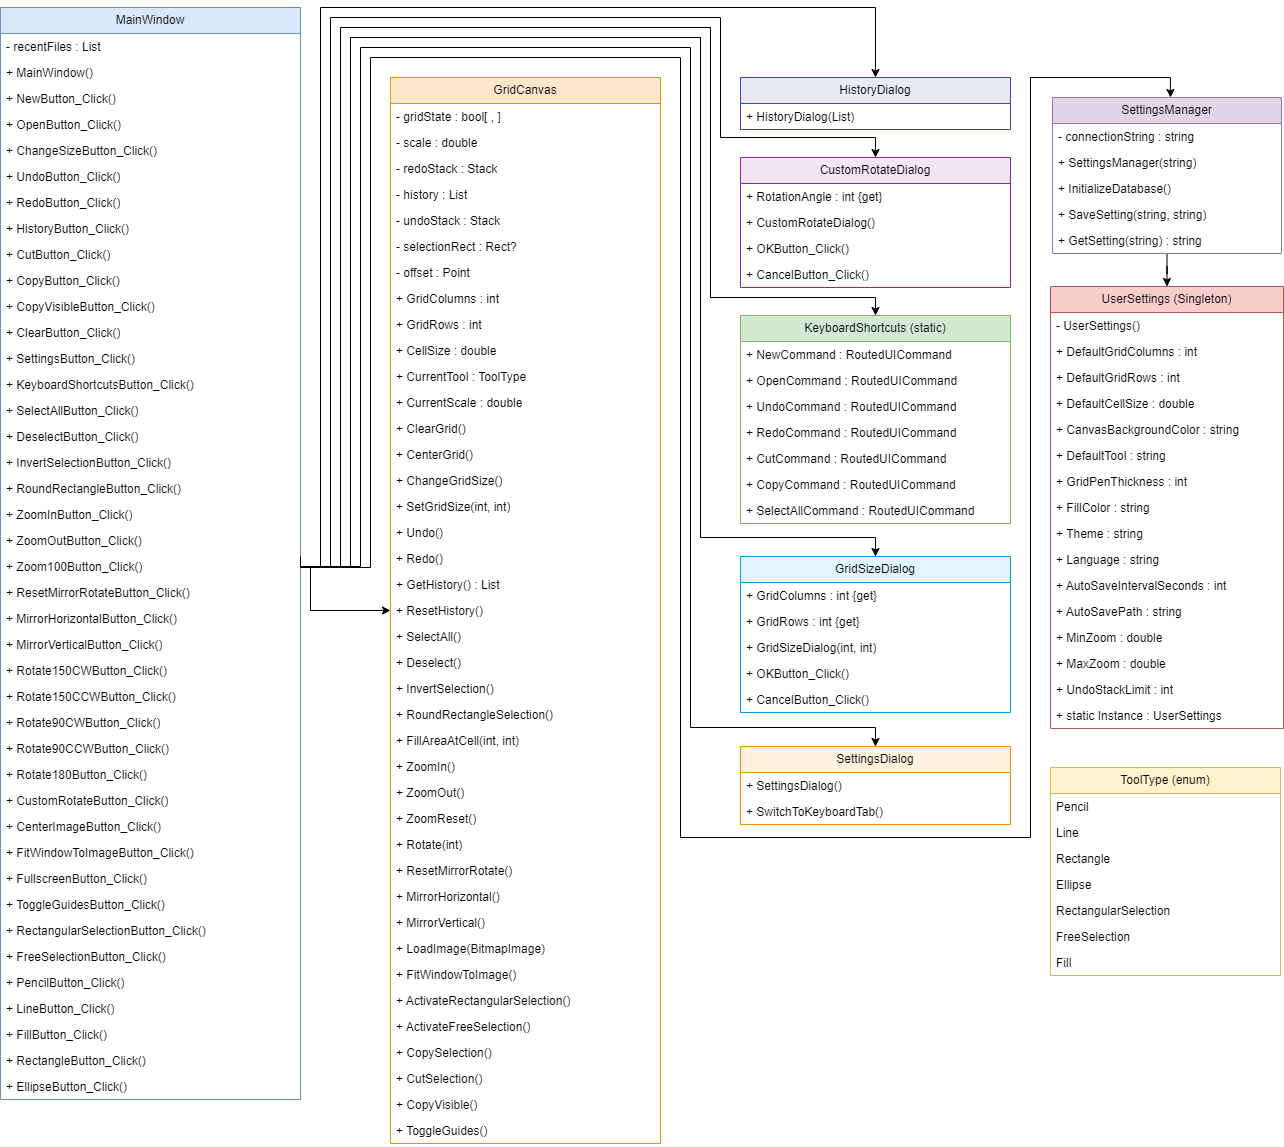 MainWindow
- recentFiles : List
+ MainWindow()
+ NewButton_Click()
+ OpenButton_Click()
+ ChangeSizeButton_Click()
+ UndoButton_Click()
+ RedoButton_Click()
+ HistoryButton_Click()
+ CutButton_Click()
+ CopyButton_Click()
+ CopyVisibleButton_Click()
+ ClearButton_Click()
+ SettingsButton_Click()
+ KeyboardShortcutsButton_Click()
+ SelectAllButton_Click()
+ DeselectButton_Click()
+ InvertSelectionButton_Click()
+ RoundRectangleButton_Click()
+ ZoomInButton_Click()
+ ZoomOutButton_Click()
+ Zoom100Button_Click()
+ ResetMirrorRotateButton_Click()
+ MirrorHorizontalButton_Click()
+ MirrorVerticalButton_Click()
+ Rotate150CWButton_Click()
+ Rotate150CCWButton_Click()
+ Rotate90CWButton_Click()
+ Rotate90CCWButton_Click()
+ Rotate180Button_Click()
+ CustomRotateButton_Click()
+ CenterImageButton_Click()
+ FitWindowToImageButton_Click()
+ FullscreenButton_Click()
+ ToggleGuidesButton_Click()
+ RectangularSelectionButton_Click()
+ FreeSelectionButton_Click()
+ PencilButton_Click()
+ LineButton_Click()
+ FillButton_Click()
+ RectangleButton_Click()
+ EllipseButton_Click()
GridCanvas
- gridState : bool[ , ]
- scale : double
- redoStack : Stack
- history : List
- undoStack : Stack
- selectionRect : Rect?
- offset : Point
+ GridColumns : int
+ GridRows : int
+ CellSize : double
+ CurrentTool : ToolType
+ CurrentScale : double
+ ClearGrid()
+ CenterGrid()
+ ChangeGridSize()
+ SetGridSize(int, int)
+ Undo()
+ Redo()
+ GetHistory() : List
+ ResetHistory()
+ SelectAll()
+ Deselect()
+ InvertSelection()
+ RoundRectangleSelection()
+ FillAreaAtCell(int, int)
+ ZoomIn()
+ ZoomOut()
+ ZoomReset()
+ Rotate(int)
+ ResetMirrorRotate()
+ MirrorHorizontal()
+ MirrorVertical()
+ LoadImage(BitmapImage)
+ FitWindowToImage()
+ ActivateRectangularSelection()
+ ActivateFreeSelection()
+ CopySelection()
+ CutSelection()
+ CopyVisible()
+ ToggleGuides()
HistoryDialog
+ HistoryDialog(List)
CustomRotateDialog
+ RotationAngle : int {get}
+ CustomRotateDialog()
+ OKButton_Click()
+ CancelButton_Click()
KeyboardShortcuts (static)
+ NewCommand : RoutedUICommand
+ OpenCommand : RoutedUICommand
+ UndoCommand : RoutedUICommand
+ RedoCommand : RoutedUICommand
+ CutCommand : RoutedUICommand
+ CopyCommand : RoutedUICommand
+ SelectAllCommand : RoutedUICommand
GridSizeDialog
+ GridColumns : int {get}
+ GridRows : int {get}
+ GridSizeDialog(int, int)
+ OKButton_Click()
+ CancelButton_Click()
SettingsDialog
+ SettingsDialog()
+ SwitchToKeyboardTab()
SettingsManager
- connectionString : string
+ SettingsManager(string)
+ InitializeDatabase()
+ SaveSetting(string, string)
+ GetSetting(string) : string
UserSettings (Singleton)
- UserSettings()
+ DefaultGridColumns : int
+ DefaultGridRows : int
+ DefaultCellSize : double
+ CanvasBackgroundColor : string
+ DefaultTool : string
+ GridPenThickness : int
+ FillColor : string
+ Theme : string
+ Language : string
+ AutoSaveIntervalSeconds : int
+ AutoSavePath : string
+ MinZoom : double
+ MaxZoom : double
+ UndoStackLimit : int
+ static Instance : UserSettings
ToolType (enum)
Pencil
Line
Rectangle
Ellipse
RectangularSelection
FreeSelection
Fill